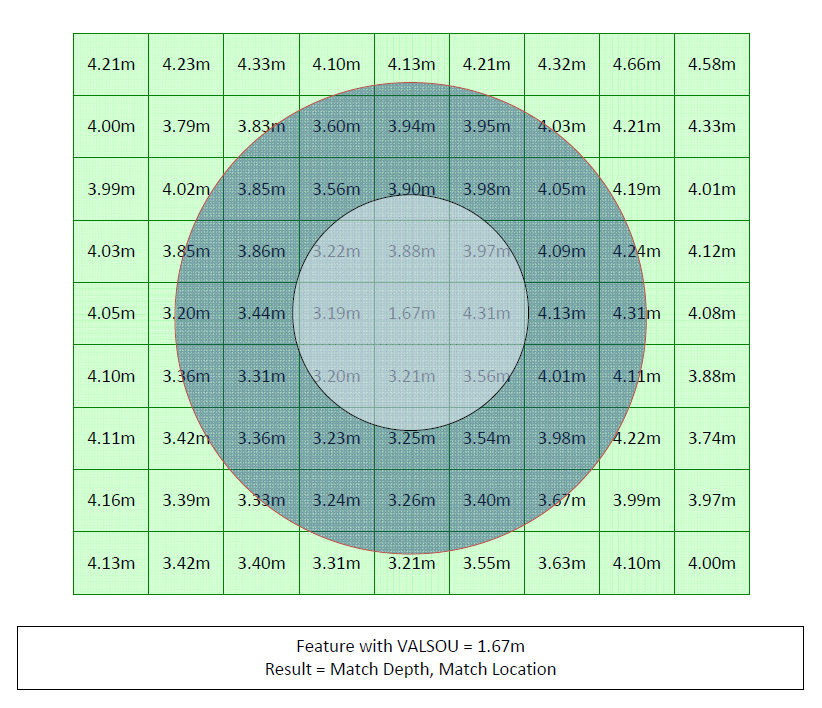 4.21m 4.23m 4.33m 4.10m 4.13m 4.21m 4.32m 4.66m 4.58m
4.00m 3.79m 3.83m 3.60m 3.94m 3.95m 4.03m 4.21m 4.33m
3.99m 4.02m 3.85m 3.56m 3.90m 3.98m 4.05m 4.19m 4.01m
4.03m 3.85m 3.86m 3.22m 3.88m 3.97m 4.09m 4.24m 4.12m
4.05m 3.20m 3.44m 3.19m 1.67m 4.31m 4.13m 4.31m 4.08m
4.10m 3.36m 3.31m 3.20m 3.21m 3.56m 4.01m 4.11m 3.88m
4.11m 3.42m 3.36m 3.23m 3.25m 3.54m 3.98m 4.22m 3.74m
4.16m 3.39m 3.33m 3.24m 3.26m 3.40m 3.67m 3.99m 3.97m
4.13m 3.42m 3.40m 3.31m 3.21m 3.55m 3.63m 4.10m 4.00m
Feature with VALSOU = 1.67m
Result = Match Depth, Match Location